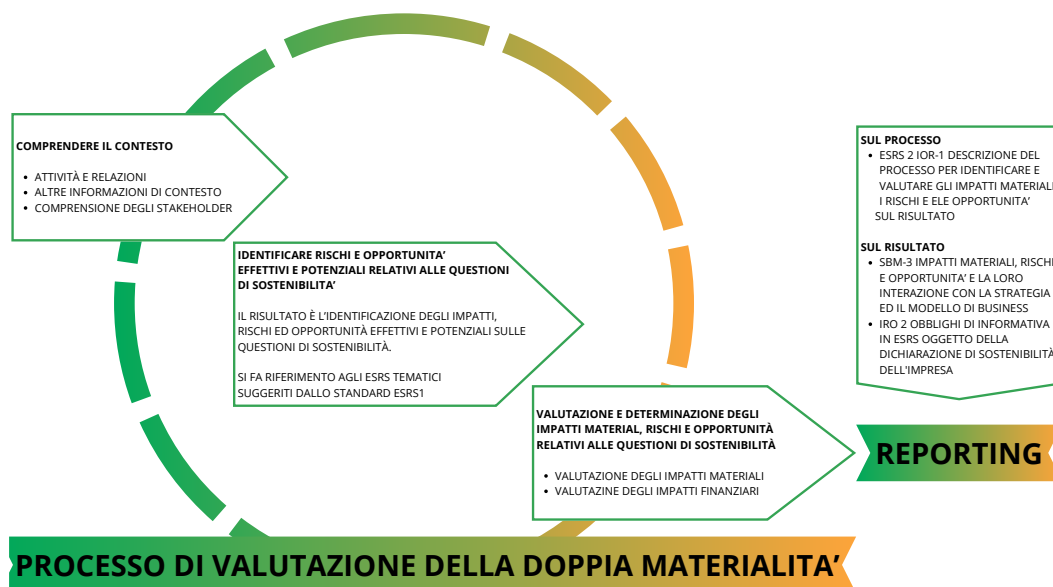 COMPRENDERE IL CONTESTO
• ATTIVITÀ E RELAZIONI
• ALTRE INFORMAZIONI DI CONTESTO
• COMPRENSIONE DEGLI STAKEHOLDER
IDENTIFICARE RISCHI E OPPORTUNITA’
EFFETTIVI E POTENZIALI RELATIVI ALLE QUESTIONI
DI SOSTENIBILITA’
IL RISULTATO È L’IDENTIFICAZIONE DEGLI IMPATTI,
RISCHI ED OPPORTUNITÀ EFFETTIVI E POTENZIALI SULLE
QUESTIONI DI SOSTENIBILITÀ.
SI FA RIFERIMENTO AGLI ESRS TEMATICI
SUGGERITI DALLO STANDARD ESRS1
VALUTAZIONE E DETERMINAZIONE DEGLI
IMPATTI MATERIAL, RISCHI E OPPORTUNITÀ
RELATIVI ALLE QUESTIONI DI SOSTENIBILITÀ
• VALUTAZIONE DEGLI IMPATTI MATERIALI
• VALUTAZINE DEGLI IMPATTI FINANZIARI
SUL PROCESSO
• ESRS 2 IOR-1 DESCRIZIONE DEL
PROCESSO PER IDENTIFICARE E
VALUTARE GLI IMPATTI MATERIALI
I RISCHI E ELE OPPORTUNITA’
SUL RISULTATO
SUL RISULTATO
• SBM-3 IMPATTI MATERIALI, RISCHI
E OPPORTUNITA’ E LA LORO
INTERAZIONE CON LA STRATEGIA
ED IL MODELLO DI BUSINESS
• IRO 2 OBBLIGHI DI INFORMATIVA
IN ESRS OGGETTO DELLA
DICHIARAZIONE DI SOSTENIBILITÀ
DELL'IMPRESA
REPORTING
PROCESSO DI VALUTAZIONE DELLA DOPPIA MATERIALITA’